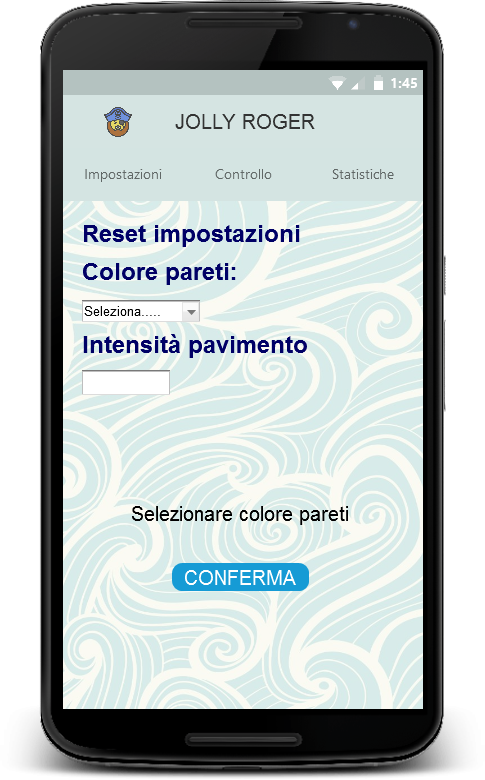 1:45
JOLLY ROGER
Impostazioni Controllo Statistiche
Reset impostazioni
Colore pareti:
Seleziona.....
Intensità pavimento
Selezionare colore pareti
CONFERMA